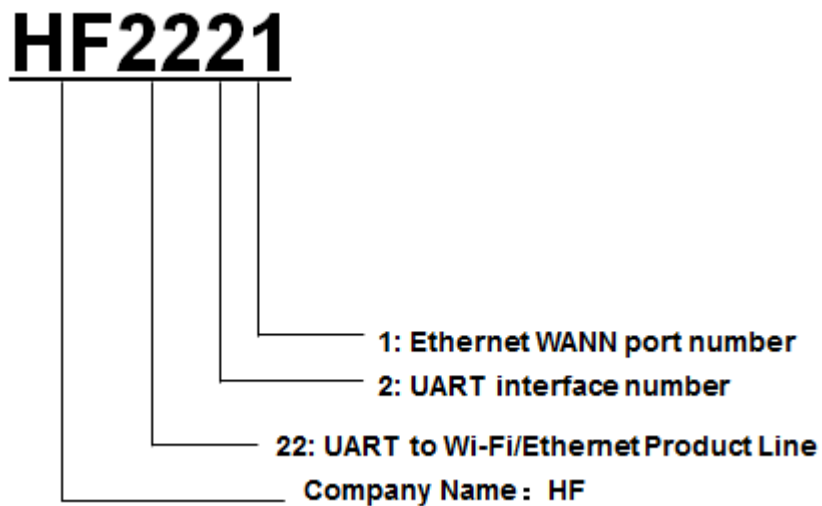 HF2221
1: Ethernet WANN port number
2: UART interface number
22: UART to Wi-Fi/Ethernet Product Line
Company Name： HF